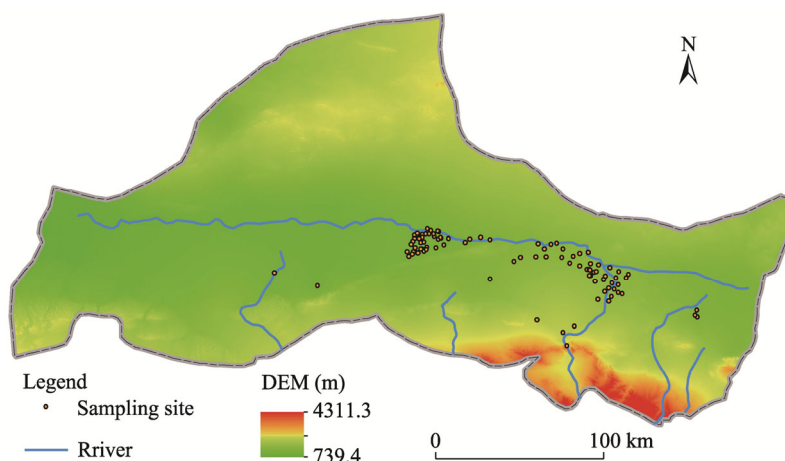 N
Legend
Sampling site
Rriver
DEM (m)
4311.3
739.4
0 100 km